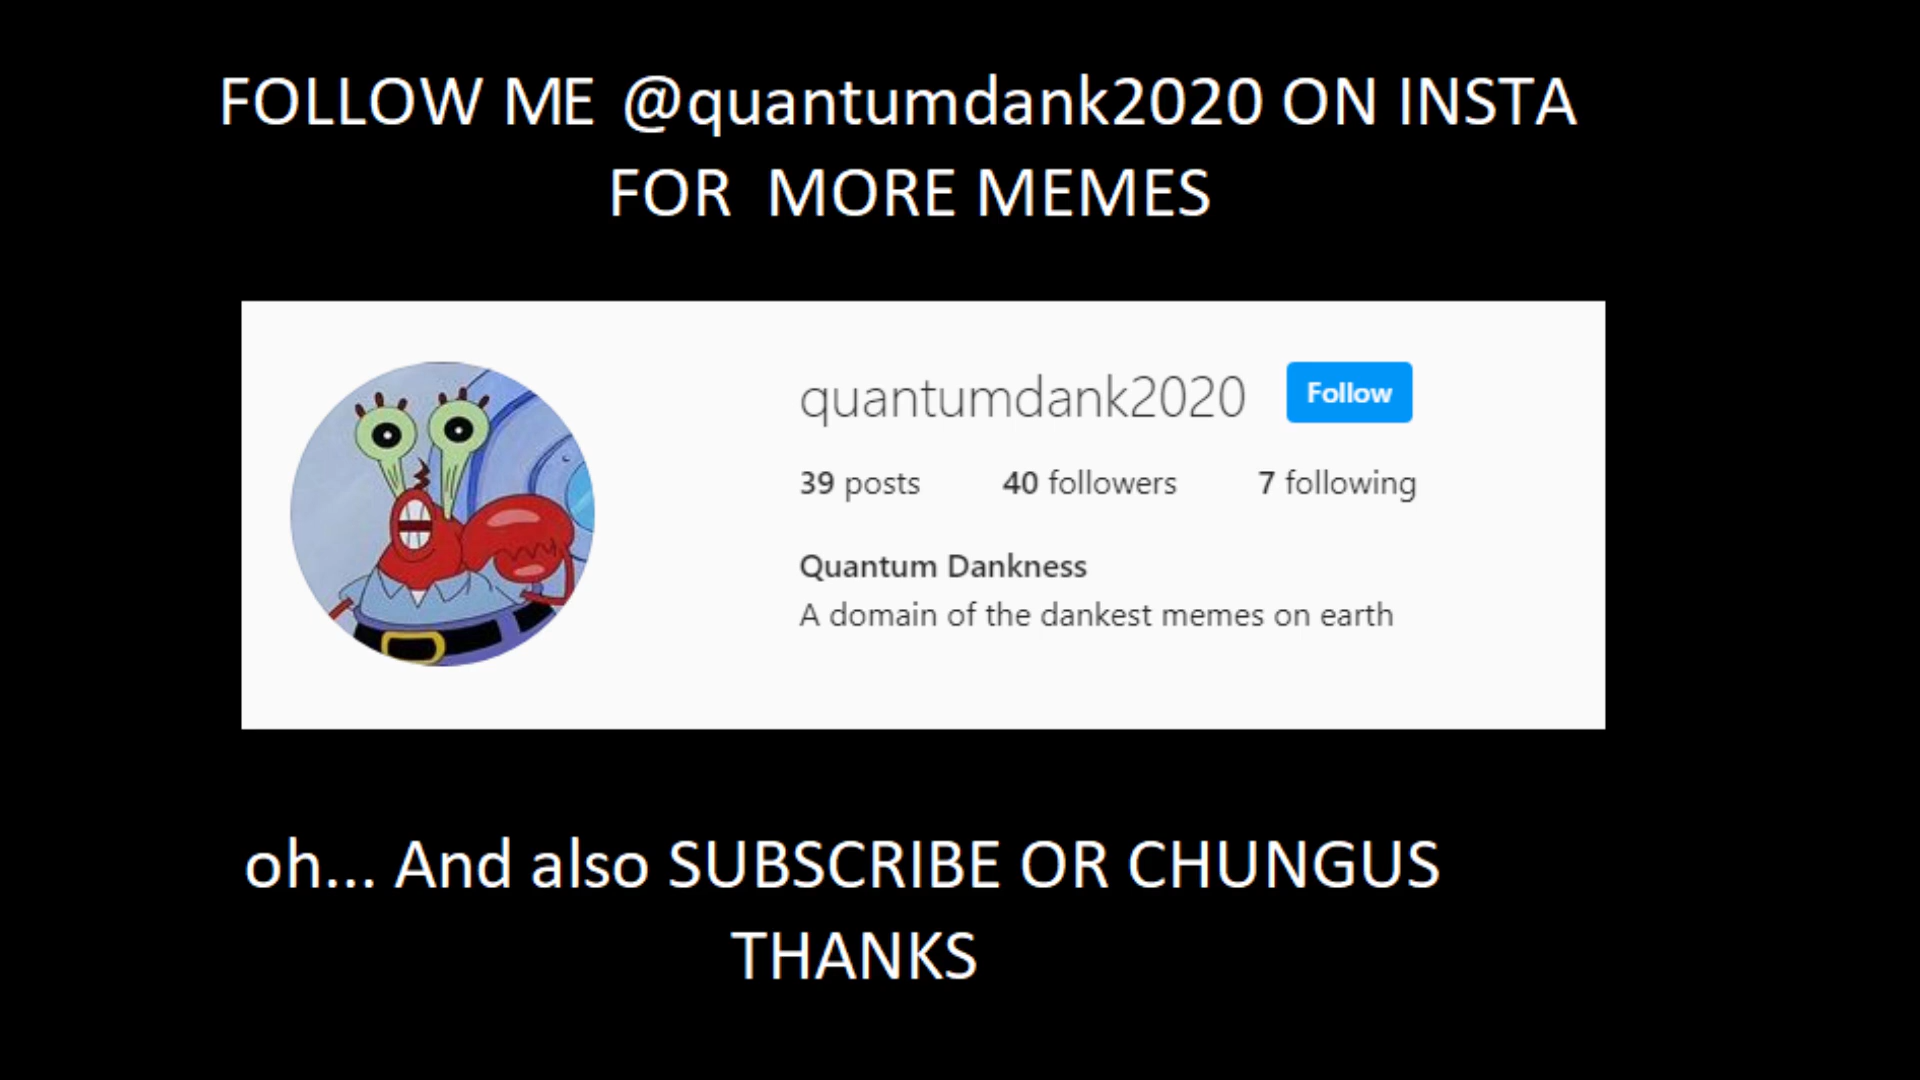 FOLLOW ME @quantumdank2020 ON INSTA
FOR MORE MEMES
quantumdank2020 Follow
39 posts 40 followers 7 following
Quantum Dankness
A domain of the dankest memes on earth
oh... And also SUBSCRIBE OR CHUNGUS
THANKS